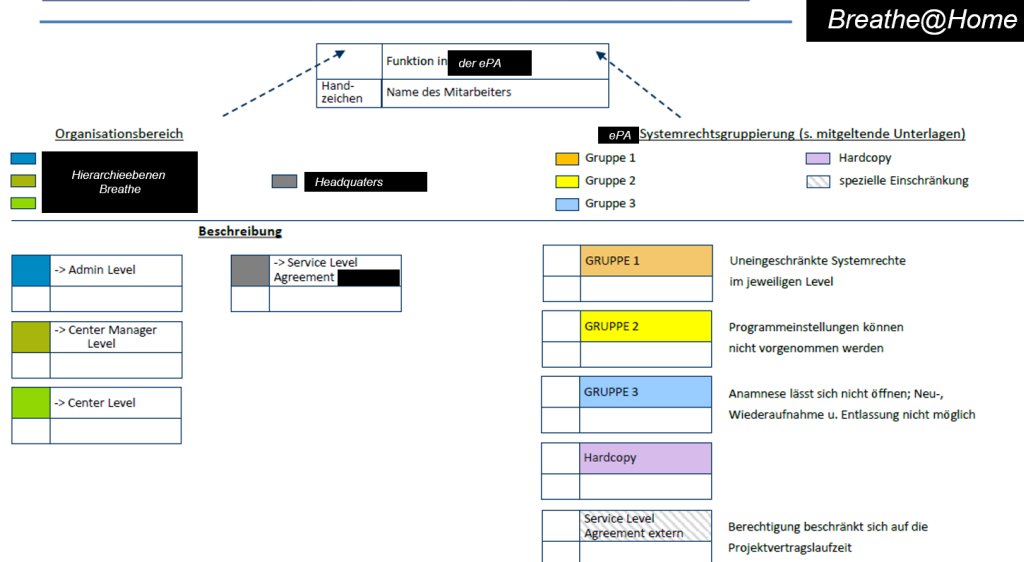 Breathe@Home
Funktion in der ePA
Hand-
zeichen
Name des Mitarbeiters
Organisationsbereich
ePA Systemrechtsgruppierung (s. mitgeltende Unterlagen)
Hierarchieebenen
Breathe
Headquaters
Gruppe 1
Gruppe 2
Gruppe 3
Hardcopy
spezielle Einschränkung
Beschreibung
-> Admin Level
-> Center Manager
Level
-> Center Level
-> Service Level
Agreement
GRUPPE 1
Uneingeschränkte Systemrechte
im jeweiligen Level
GRUPPE 2
Programmeinstellungen können
nicht vorgenommen werden
GRUPPE 3
Anamnese lässt sich nicht öffnen; Neu-,
Wiederaufnahme u. Entlassung nicht möglich
Hardcopy
Service Level
Agreement extern
Berechtigung beschränkt sich auf die
Projektvertragslaufzeit